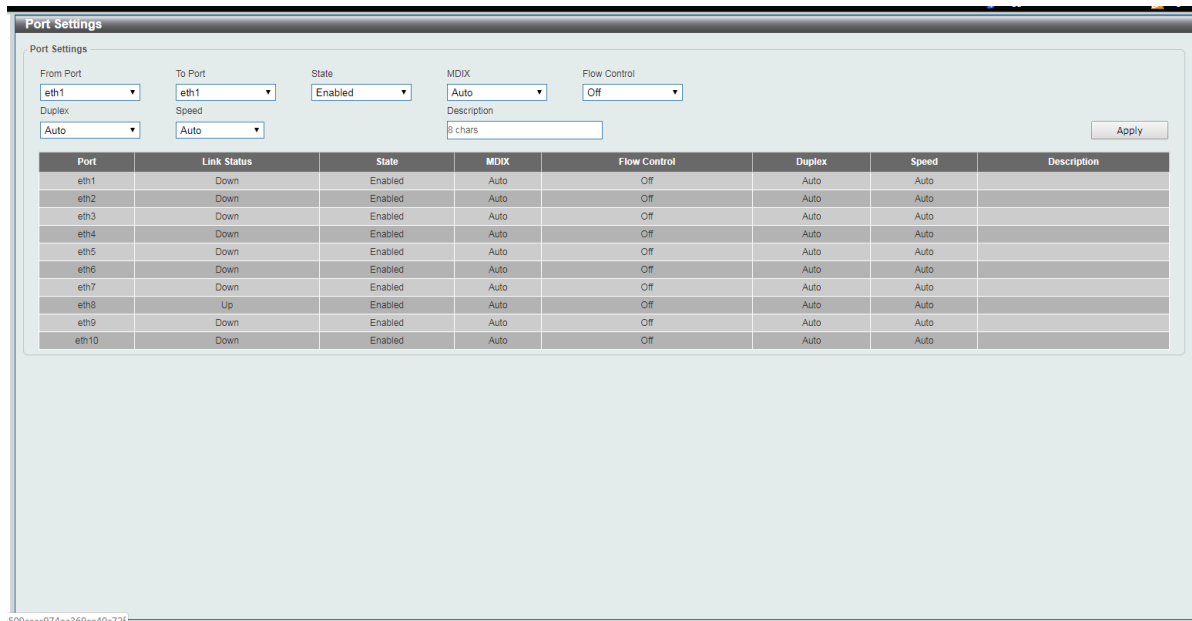 Port Settings
Port Settings
From Port To Port State MDIX Flow Control
eth1 eth1 Enabled Auto Off
Duplex Speed Description
Auto Auto 8 chars Apply
Port Link Status State MDIX Flow Control Duplex Speed Description
eth1 Down Enabled Auto Off Auto Auto
eth2 Down Enabled Auto Off Auto Auto
eth3 Down Enabled Auto Off Auto Auto
eth4 Down Enabled Auto Off Auto Auto
eth5 Down Enabled Auto Off Auto Auto
eth6 Down Enabled Auto Off Auto Auto
eth7 Down Enabled Auto Off Auto Auto
eth8 Up Enabled Auto Off Auto Auto
eth9 Down Enabled Auto Off Auto Auto
eth10 Down Enabled Auto Off Auto Auto